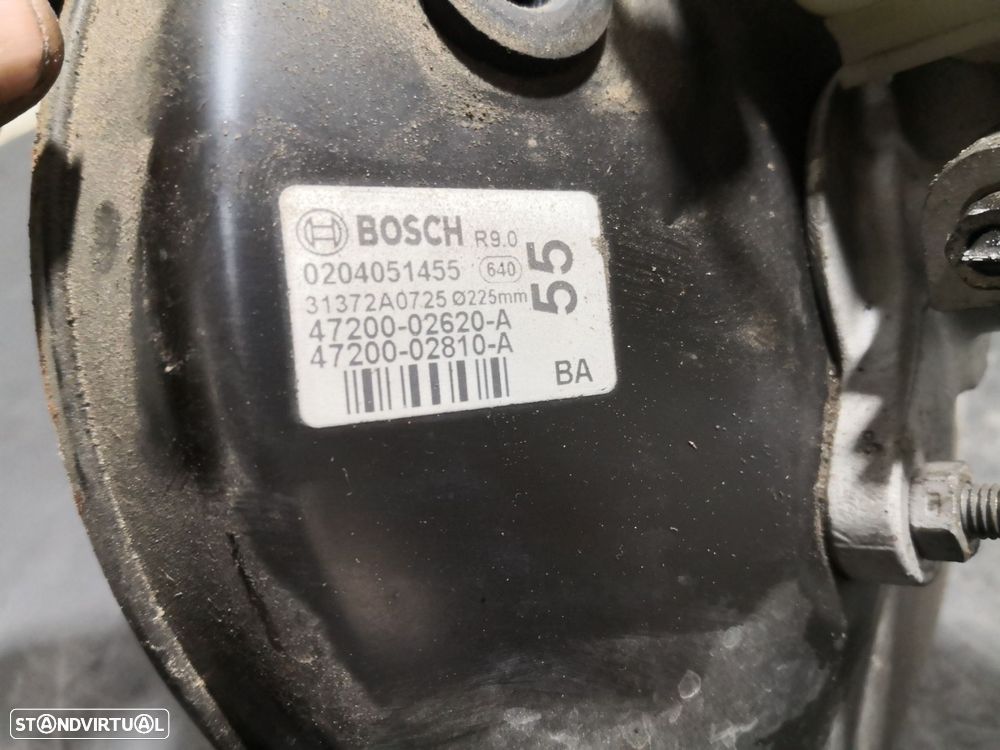 BOSCH R9.0
0204051455 640
31372A0725 Ø225mm
47200-02620-A
47200-02810-A
55
BA
STANDVIRTUAL